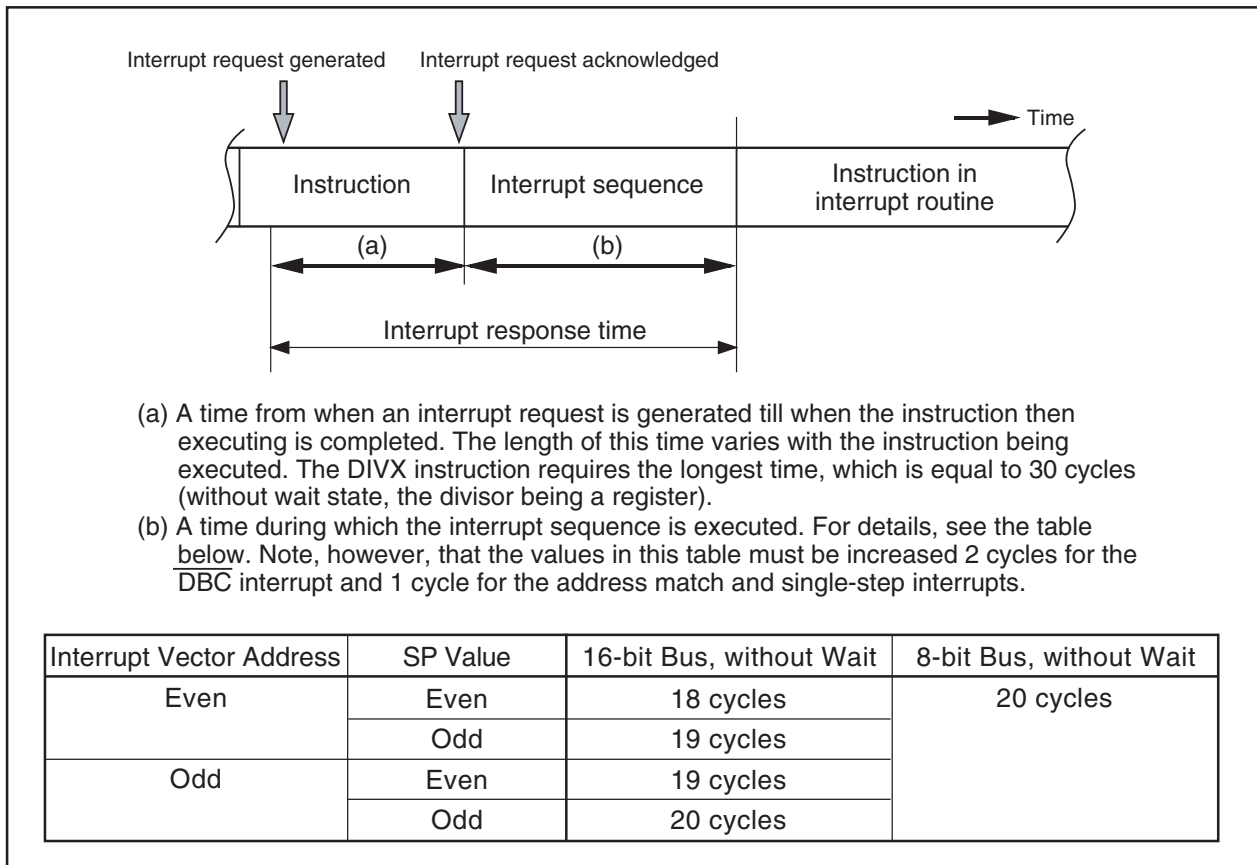 Interrupt request generated
Interrupt request acknowledged
Time
Instruction
Interrupt sequence
Instruction in
interrupt routine
(a)
(b)
Interrupt response time
(a) A time from when an interrupt request is generated till when the instruction then
executing is completed. The length of this time varies with the instruction being
executed. The DIVX instruction requires the longest time, which is equal to 30 cycles
(without wait state, the divisor being a register).
(b) A time during which the interrupt sequence is executed. For details, see the table
below. Note, however, that the values in this table must be increased 2 cycles for the
DBC interrupt and 1 cycle for the address match and single-step interrupts.
Interrupt Vector Address SP Value 16-bit Bus, without Wait 8-bit Bus, without Wait
Even Even 18 cycles 20 cycles
Odd 19 cycles
Odd Even 19 cycles
Odd 20 cycles